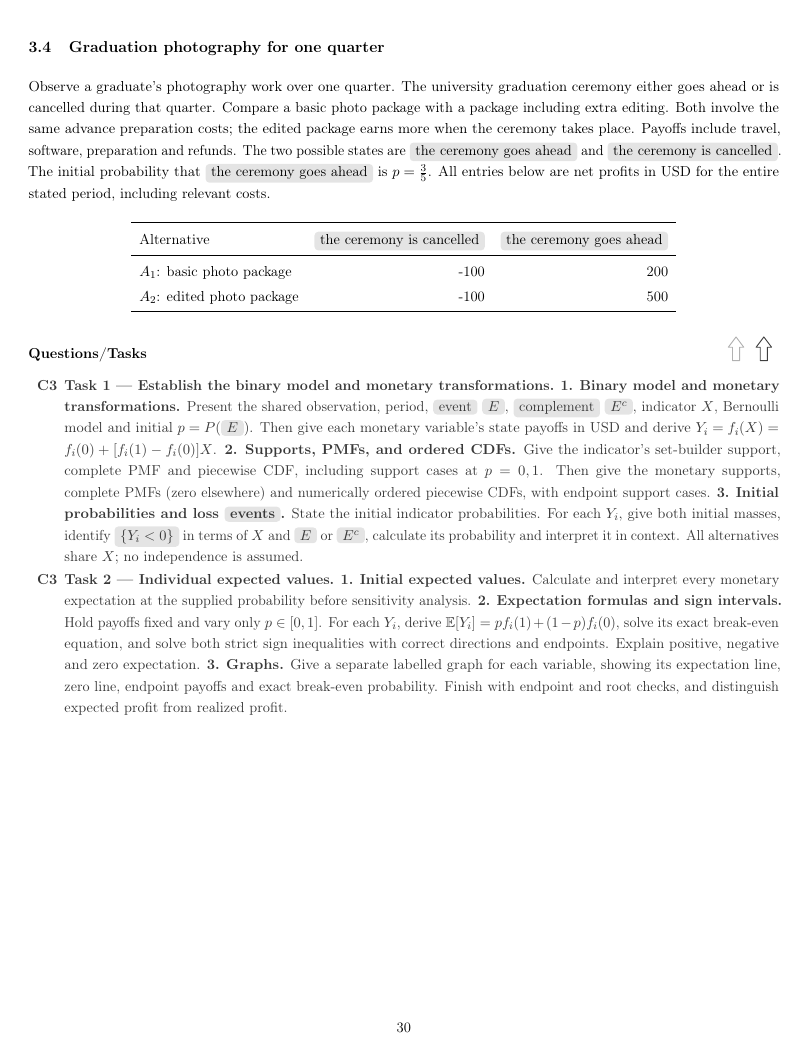 3.4 Graduation photography for one quarter
Observe a graduate's photography work over one quarter. The university graduation ceremony either goes ahead or is
cancelled during that quarter. Compare a basic photo package with a package including extra editing. Both involve the
same advance preparation costs; the edited package earns more when the ceremony takes place. Payoffs include travel,
software, preparation and refunds. The two possible states are the ceremony goes ahead and the ceremony is cancelled.
The initial probability that the ceremony goes ahead is p = 3/5. All entries below are net profits in USD for the entire
stated period, including relevant costs.
Alternative the ceremony is cancelled the ceremony goes ahead
A₁: basic photo package -100 200
A₂: edited photo package -100 500
Questions/Tasks
C3 Task 1 — Establish the binary model and monetary transformations. 1. Binary model and monetary
transformations. Present the shared observation, period, event E, complement Eᶜ, indicator X, Bernoulli
model and initial p = P(E). Then give each monetary variable's state payoffs in USD and derive Yᵢ = fᵢ(X) =
fᵢ(0) + [fᵢ(1) − fᵢ(0)]X. 2. Supports, PMFs, and ordered CDFs. Give the indicator's set-builder support,
complete PMF and piecewise CDF, including support cases at p = 0, 1. Then give the monetary supports,
complete PMFs (zero elsewhere) and numerically ordered piecewise CDFs, with endpoint support cases. 3. Initial
probabilities and loss events. State the initial indicator probabilities. For each Yᵢ, give both initial masses,
identify {Yᵢ < 0} in terms of X and E or Eᶜ, calculate its probability and interpret it in context. All alternatives
share X; no independence is assumed.
C3 Task 2 — Individual expected values. 1. Initial expected values. Calculate and interpret every monetary
expectation at the supplied probability before sensitivity analysis. 2. Expectation formulas and sign intervals.
Hold payoffs fixed and vary only p ∈ [0, 1]. For each Yᵢ, derive 𝔼[Yᵢ] = pfᵢ(1)+(1−p)fᵢ(0), solve its exact break-even
equation, and solve both strict sign inequalities with correct directions and endpoints. Explain positive, negative
and zero expectation. 3. Graphs. Give a separate labelled graph for each variable, showing its expectation line,
zero line, endpoint payoffs and exact break-even probability. Finish with endpoint and root checks, and distinguish
expected profit from realized profit.
30